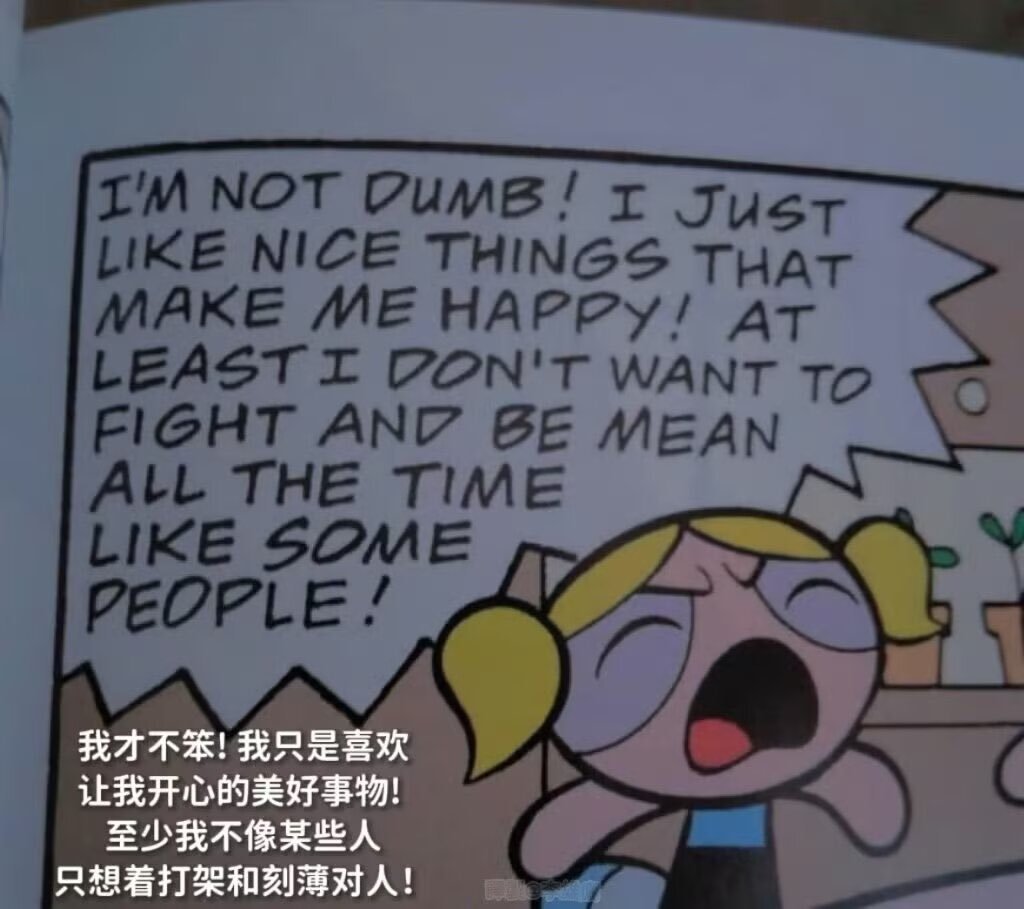 I'M NOT DUMB! I JUST
LIKE NICE THINGS THAT
MAKE ME HAPPY! AT
LEAST I DON'T WANT TO
FIGHT AND BE MEAN
ALL THE TIME
LIKE SOME
PEOPLE!
我才不笨!我只是喜欢
让我开心的美好事物!
至少我不像某些人
只想着打架和刻薄对人!